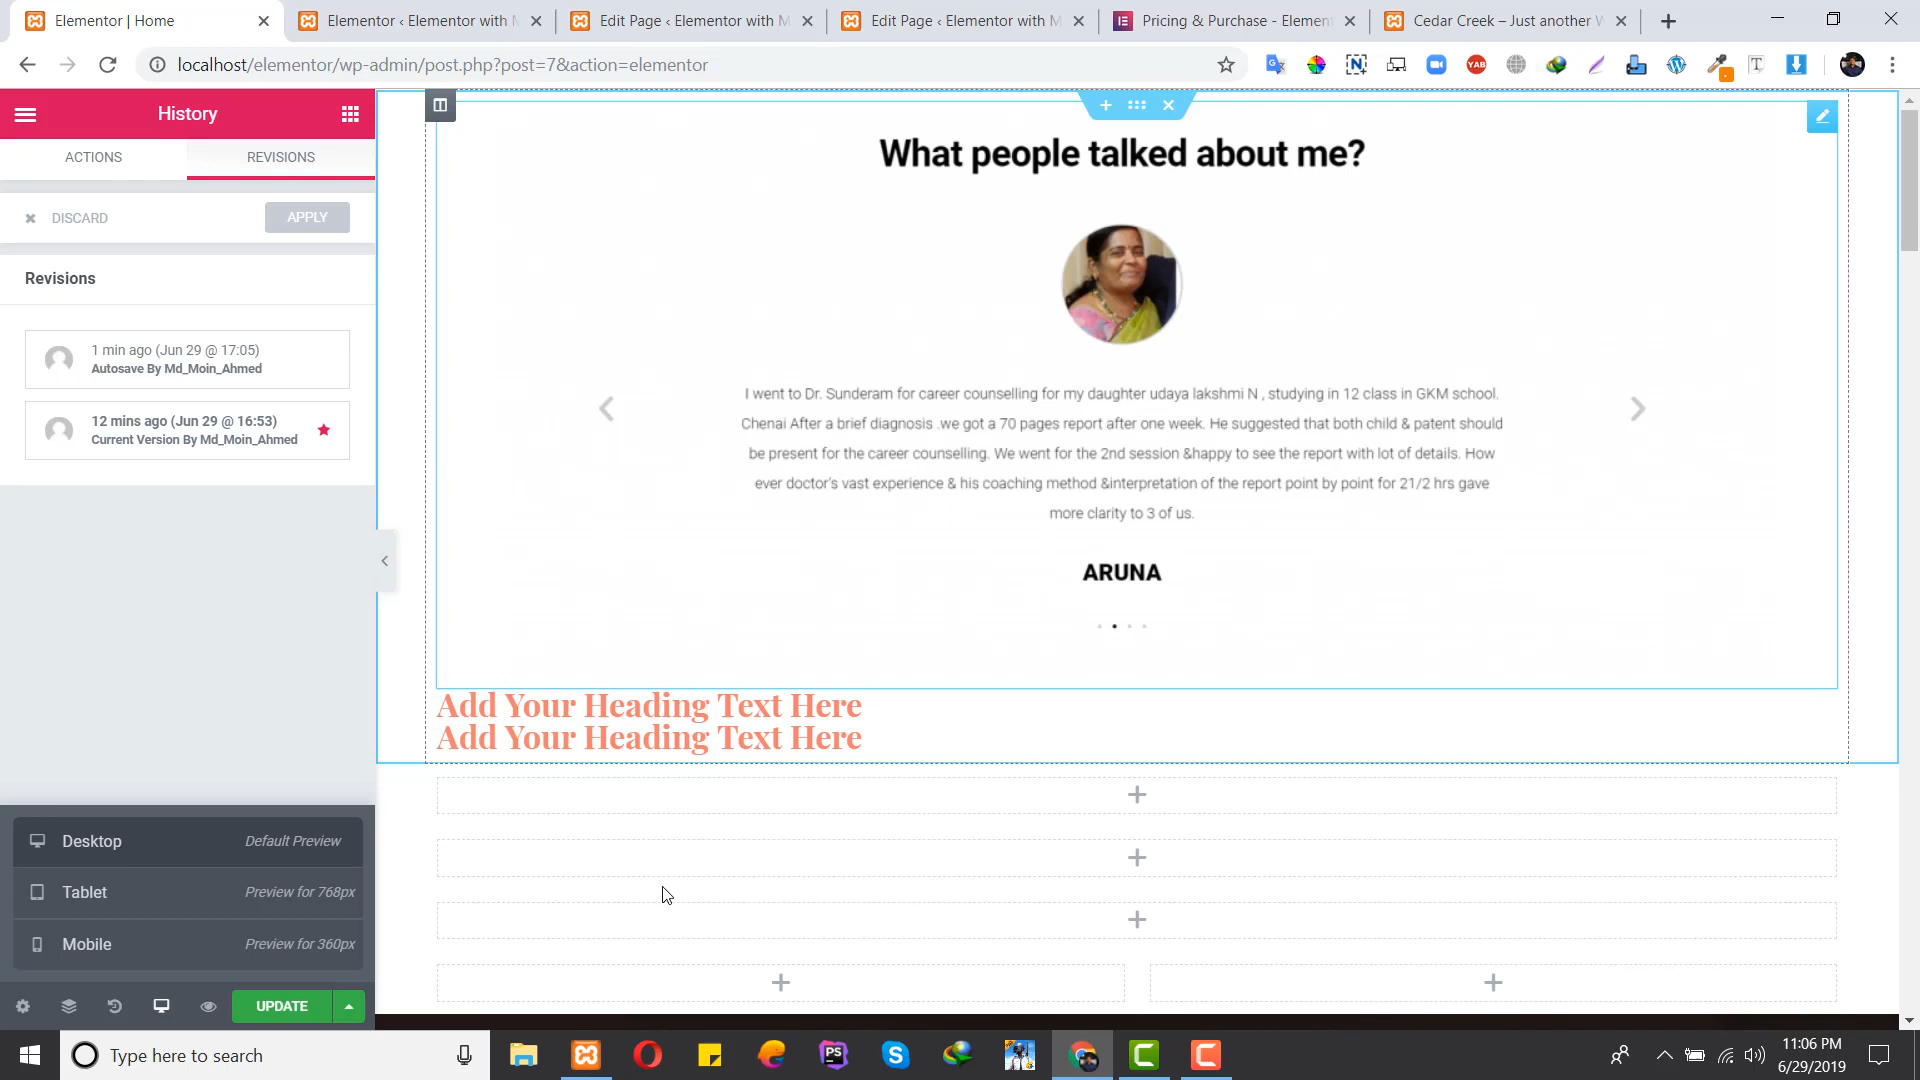 Elementor | Home
Elementor ‹ Elementor with M
Edit Page ‹ Elementor with M
Edit Page ‹ Elementor with M
Pricing & Purchase - Element
Cedar Creek – Just another W
localhost/elementor/wp-admin/post.php?post=7&action=elementor
YAB
History
ACTIONS
REVISIONS
DISCARD
APPLY
Revisions
1 min ago (Jun 29 @ 17:05)
Autosave By Md_Moin_Ahmed
12 mins ago (Jun 29 @ 16:53)
Current Version By Md_Moin_Ahmed
What people talked about me?
I went to Dr. Sunderam for career counselling for my daughter udaya lakshmi N , studying in 12 class in GKM school.
Chenai After a brief diagnosis .we got a 70 pages report after one week. He suggested that both child & patent should
be present for the career counselling. We went for the 2nd session &happy to see the report with lot of details. How
ever doctor's vast experience & his coaching method &interpretation of the report point by point for 21/2 hrs gave
more clarity to 3 of us.
ARUNA
Add Your Heading Text Here
Add Your Heading Text Here
Desktop Default Preview
Tablet Preview for 768px
Mobile Preview for 360px
UPDATE
Type here to search
PS
11:06 PM
6/29/2019